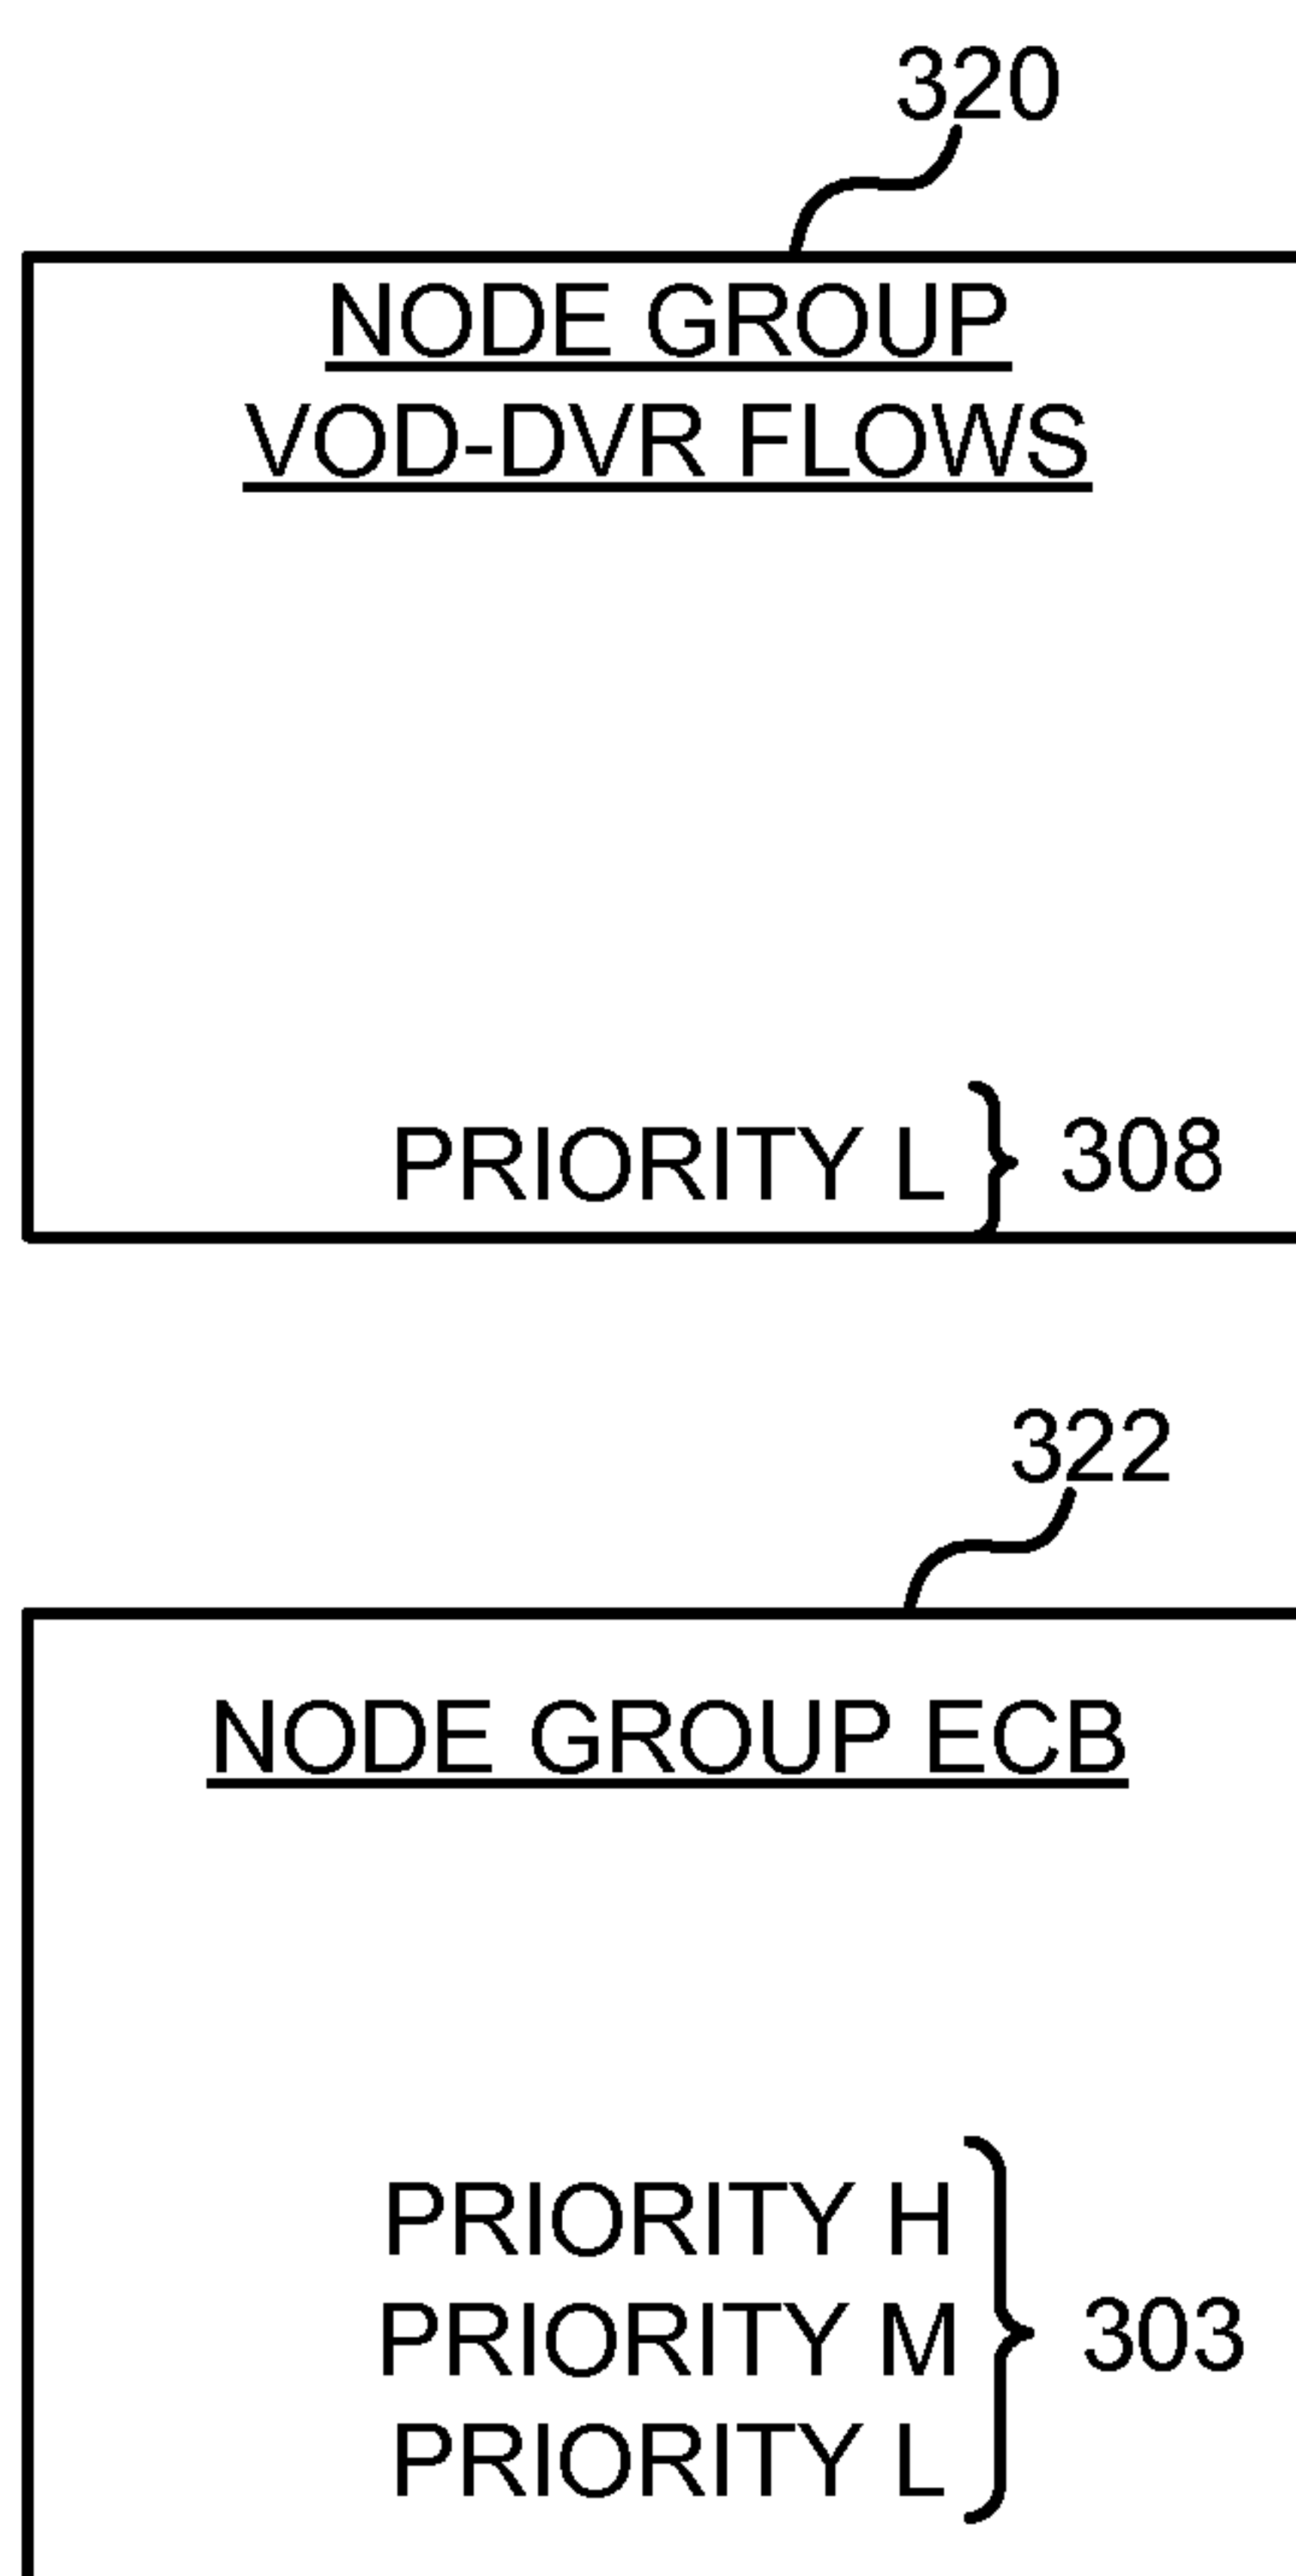 320
NODE GROUP
VOD-DVR FLOWS
PRIORITY L 308
322
NODE GROUP ECB
PRIORITY H
PRIORITY M 303
PRIORITY L